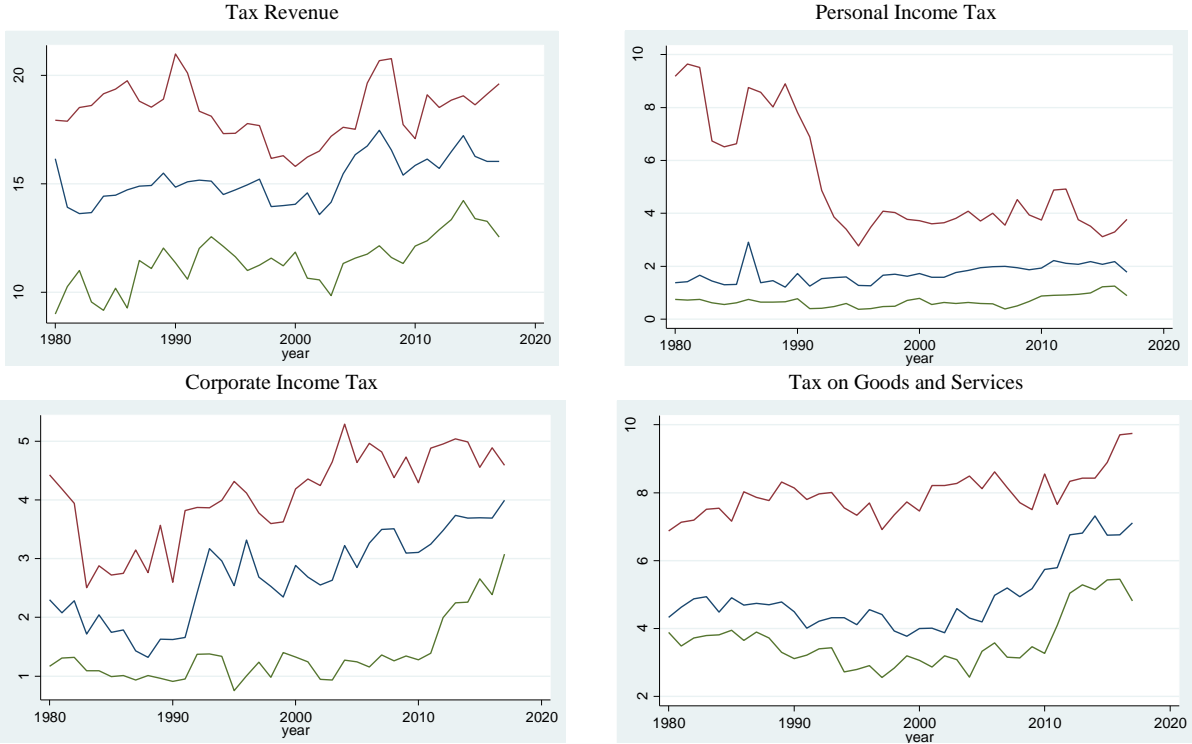 Tax Revenue
20
15
10
1980 1990 2000 2010 2020
year
Personal Income Tax
10
8
6
4
2
0
1980 1990 2000 2010 2020
year
Corporate Income Tax
5
4
3
2
1
1980 1990 2000 2010 2020
year
Tax on Goods and Services
10
8
6
4
2
1980 1990 2000 2010 2020
year